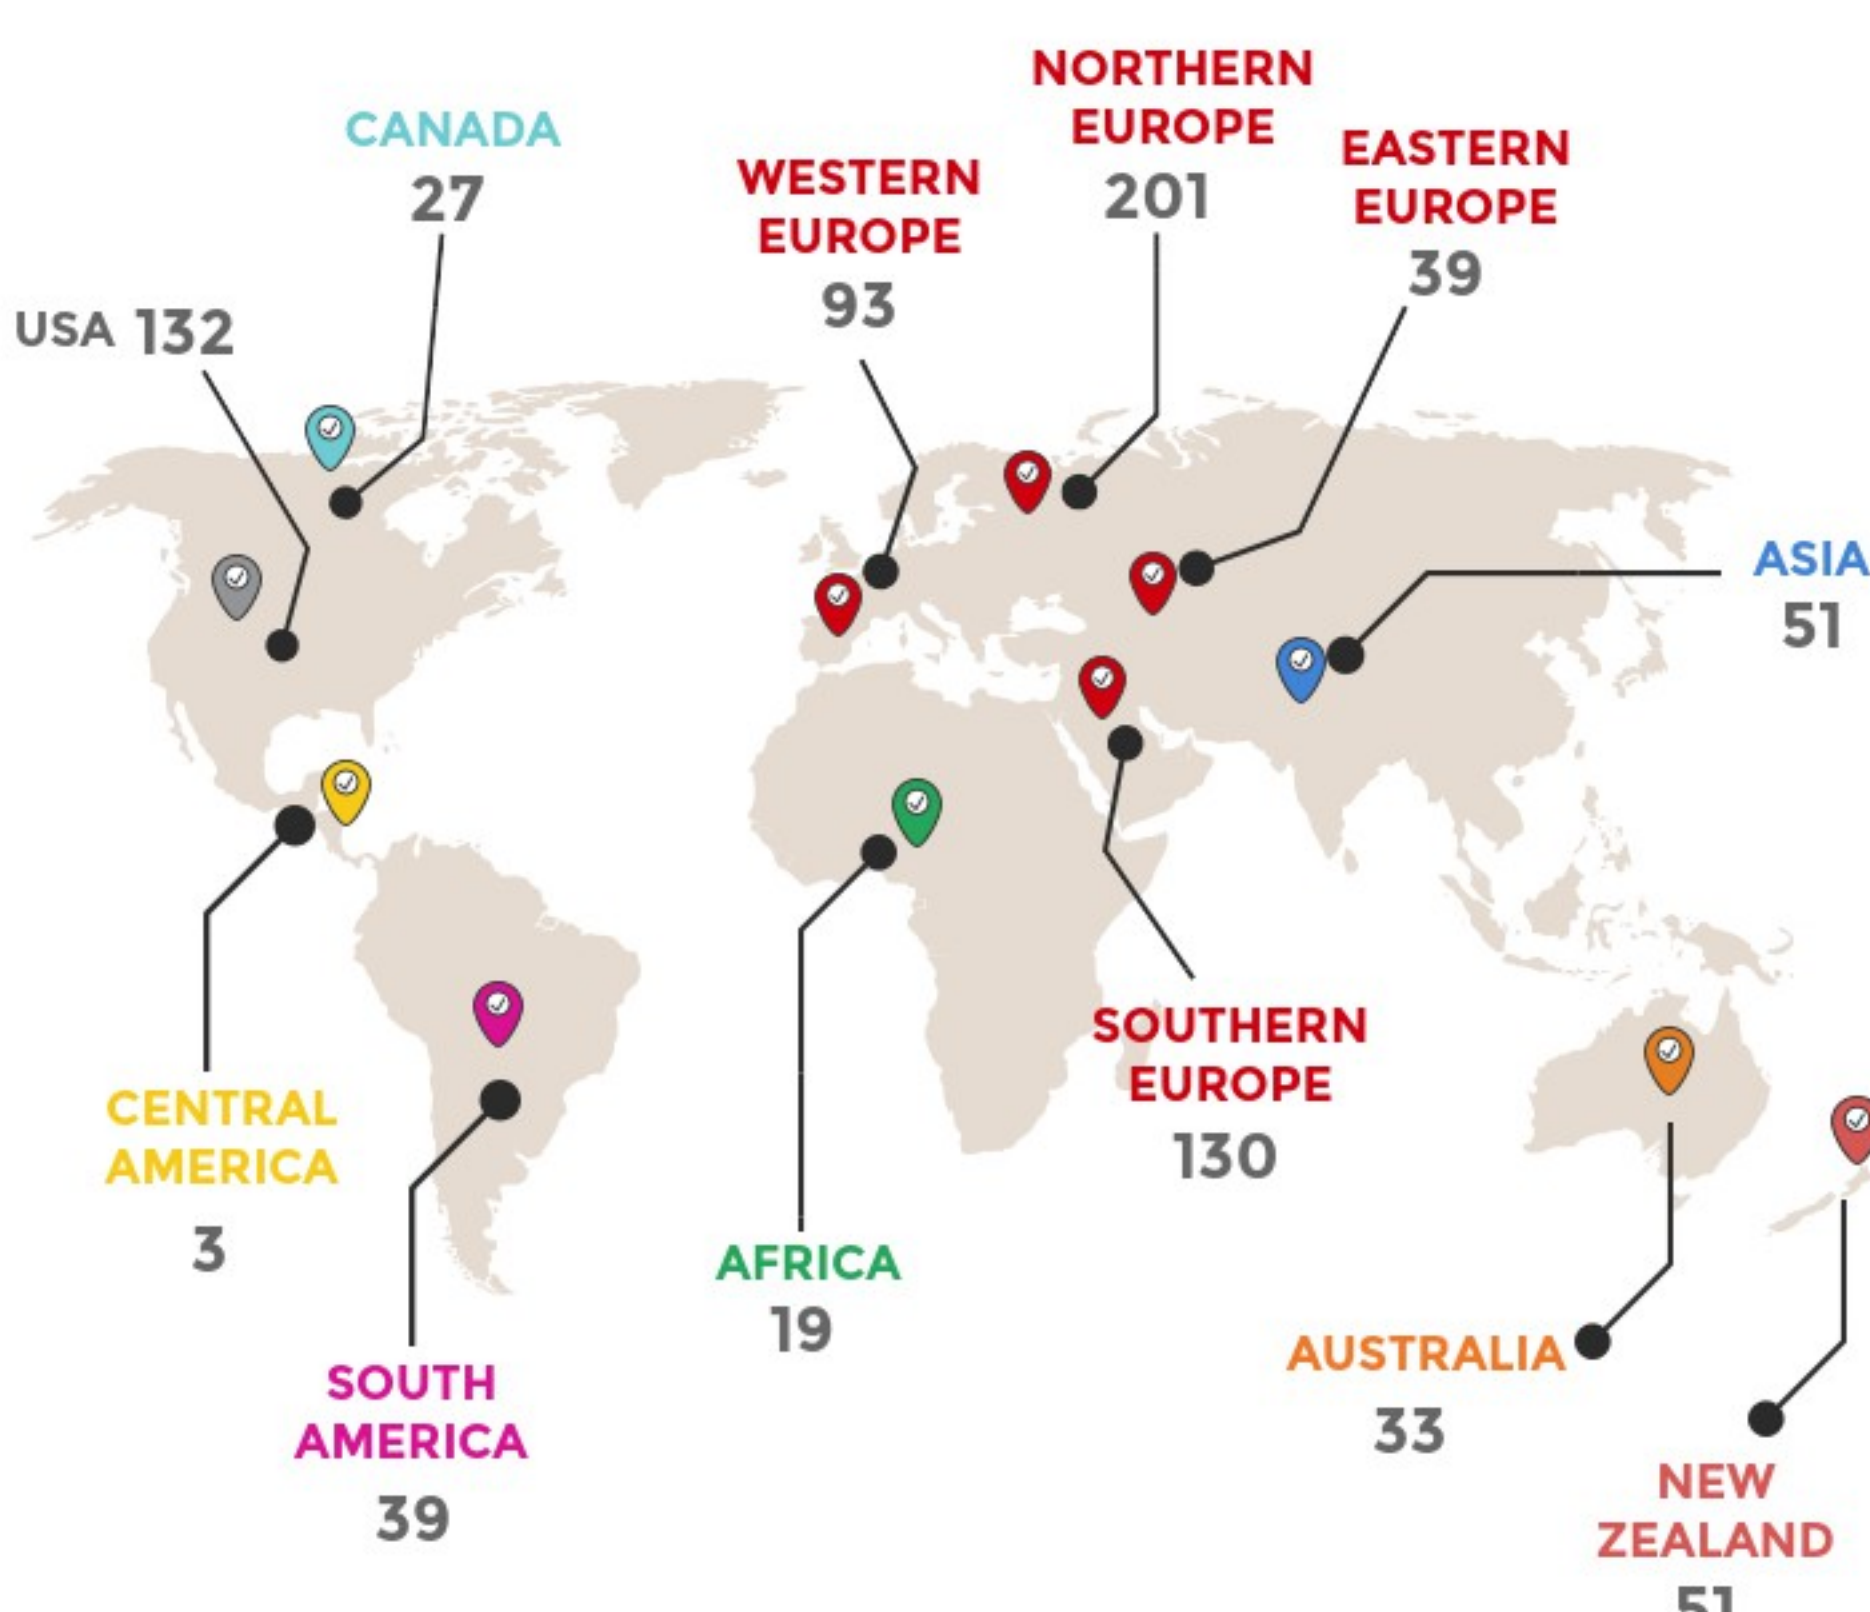 NORTHERN
EUROPE
201
CANADA
27
EASTERN
EUROPE
39
WESTERN
EUROPE
93
USA 132
ASIA
51
SOUTHERN
EUROPE
130
CENTRAL
AMERICA
3
AFRICA
19
AUSTRALIA
33
SOUTH
AMERICA
39
NEW
ZEALAND
51